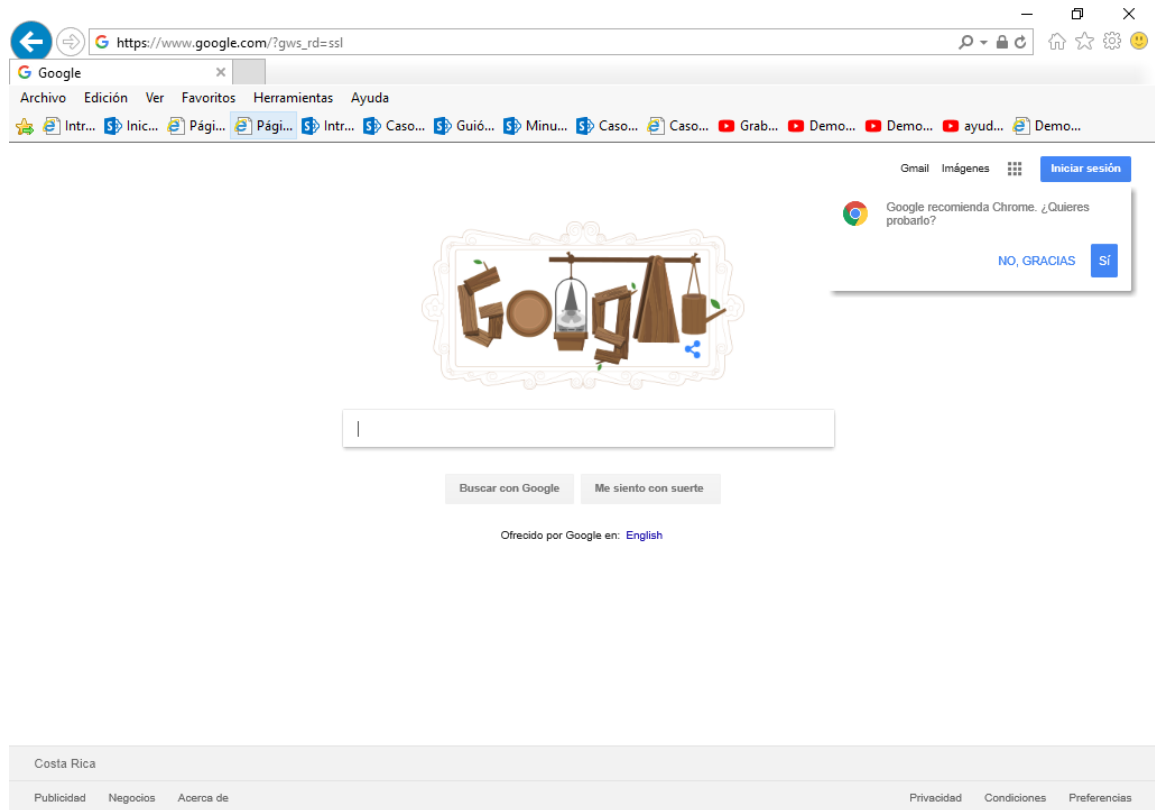 https://www.google.com/?gws_rd=ssl
Google
Archivo Edición Ver Favoritos Herramientas Ayuda
Intr... Inic... Pági... Pági... Intr... Caso... Guió... Minu... Caso... Caso... Grab... Demo... Demo... ayud... Demo...
Gmail Imágenes Iniciar sesión
Google recomienda Chrome. ¿Quieres
probarlo?
NO, GRACIAS SÍ
Google
Buscar con Google Me siento con suerte
Ofrecido por Google en: English
Costa Rica
Publicidad Negocios Acerca de Privacidad Condiciones Preferencias